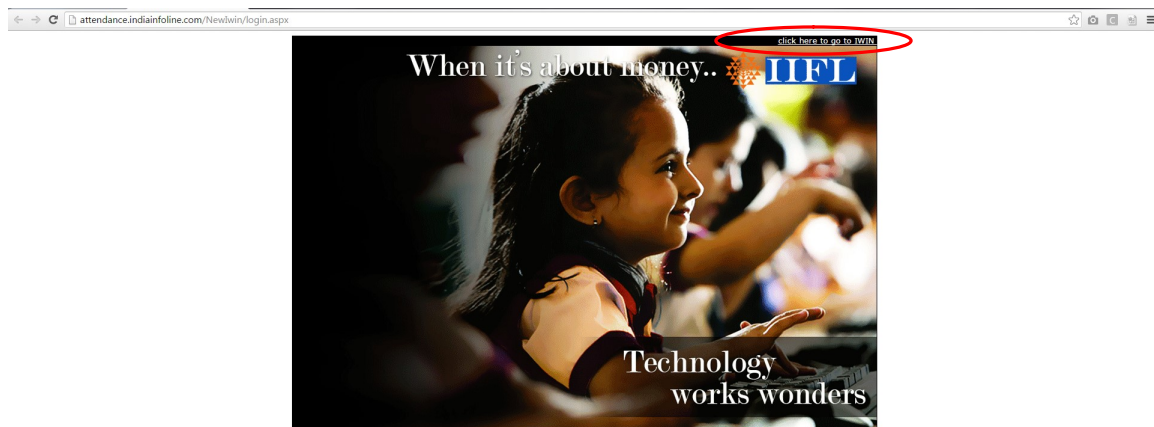 attendance.indiainfoline.com/NewIwin/login.aspx
click here to go to IWIN
When it's about money..
IIFL
Technology
works wonders